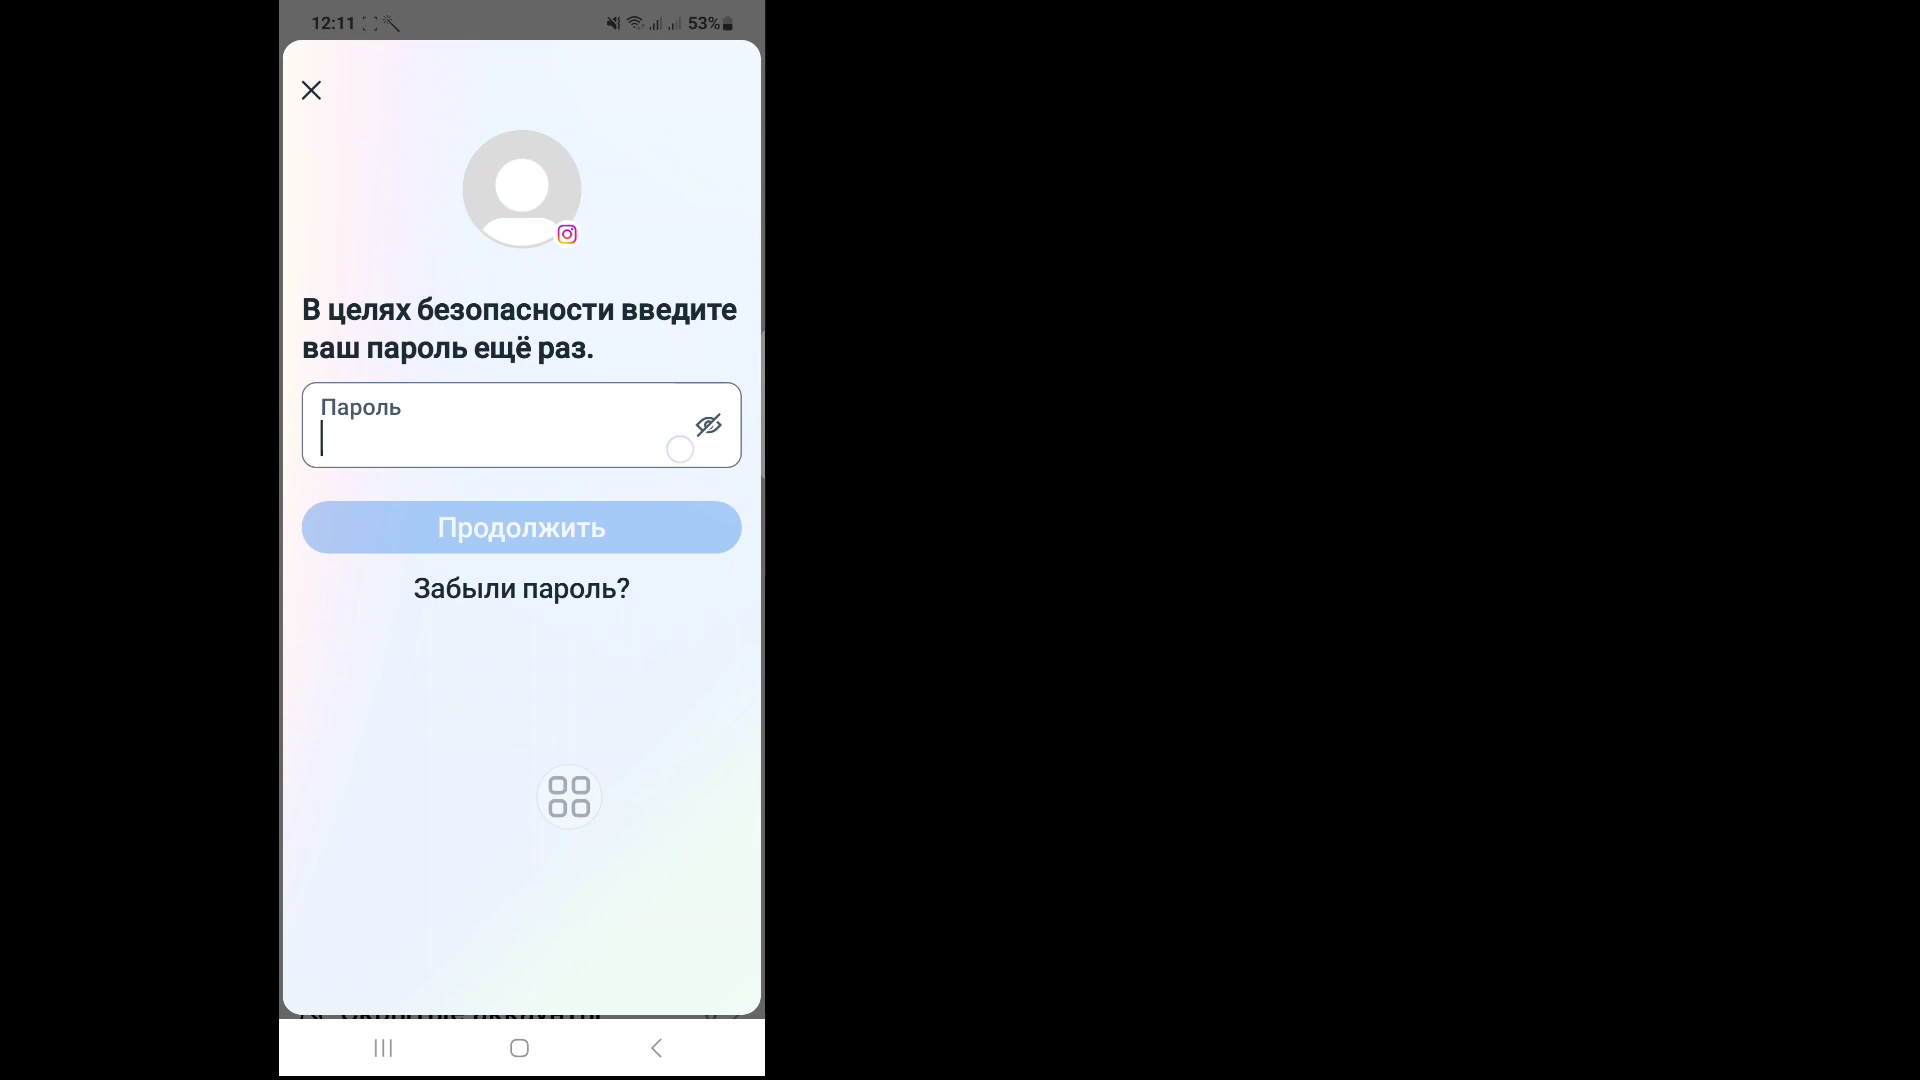 12:11
53%
В целях безопасности введите
ваш пароль ещё раз.
Пароль
Продолжить
Забыли пароль?